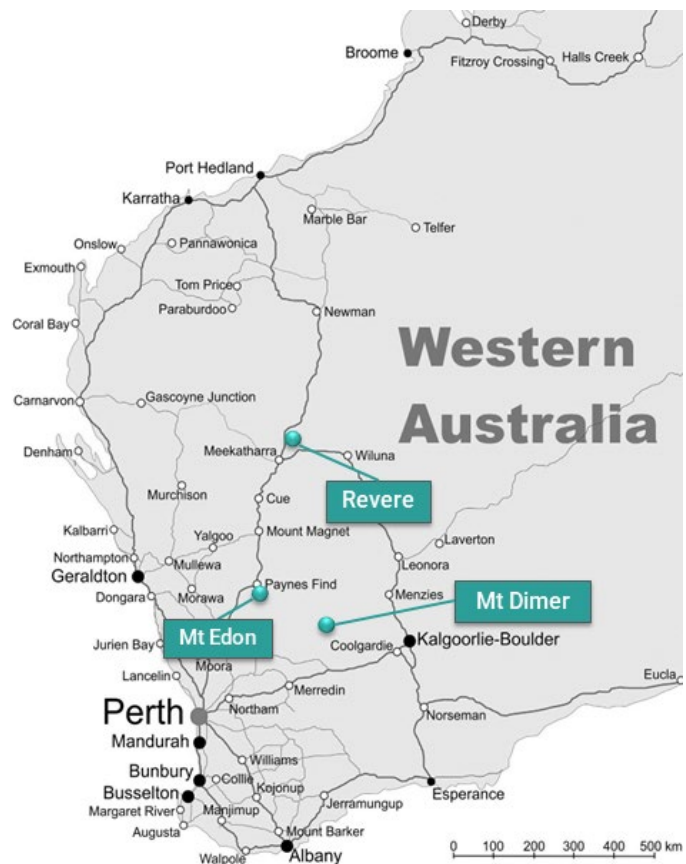 Derby
Broome
Fitzroy Crossing
Halls Creek
Port Hedland
Karratha
Marble Bar
Telfer
Onslow
Pannawonica
Exmouth
Tom Price
Paraburdoo
Newman
Coral Bay
Western
Australia
Carnarvon
Gascoyne Junction
Denham
Meekatharra
Wiluna
Murchison
Revere
Cue
Kalbarri
Yalgoo
Mount Magnet
Laverton
Northampton
Mullewa
Leonora
Geraldton
Paynes Find
Morawa
Menzies
Dongara
Mt Dimer
Mt Edon
Jurien Bay
Kalgoorlie-Boulder
Coolgardie
Moora
Lancelin
Merredin
Eucla
Perth
Northam
Norseman
Mandurah
Williams
Bunbury
Collie
Busselton
Kojonup
Esperance
Margaret River
Manjimup
Jerramungup
Augusta
Mount Barker
Walpole
Albany
0 100 200 300 400 500 km